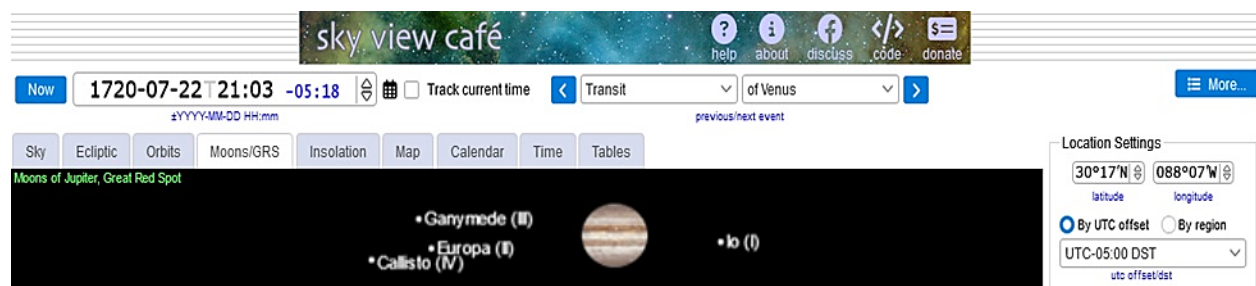 sky view café
? i f </> $=
help about discuss code donate
Now 1720-07-22T21:03 -05:18 Track current time < Transit of Venus > More...
±YYYY-MM-DD HH:mm previous/next event
Sky Ecliptic Orbits Moons/GRS Insolation Map Calendar Time Tables
Moons of Jupiter, Great Red Spot
Ganymede (III)
Europa (II)
Callisto (IV)
Io (I)
Location Settings
30°17'N 088°07'W
latitude longitude
By UTC offset By region
UTC-05:00 DST
utc offset/dst